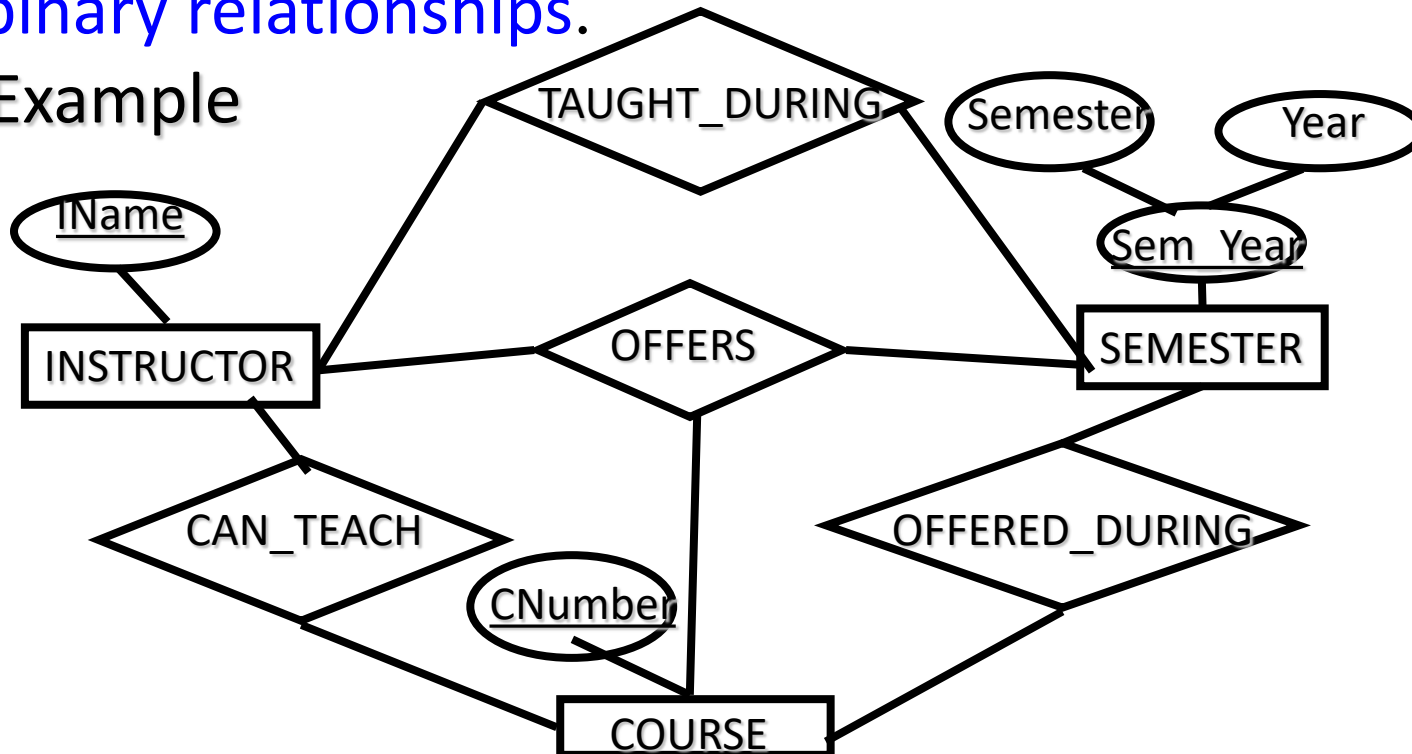 binary relationships.
Example
TAUGHT_DURING
Semester
Year
IName
Sem_Year
INSTRUCTOR
OFFERS
SEMESTER
CAN_TEACH
OFFERED_DURING
CNumber
COURSE